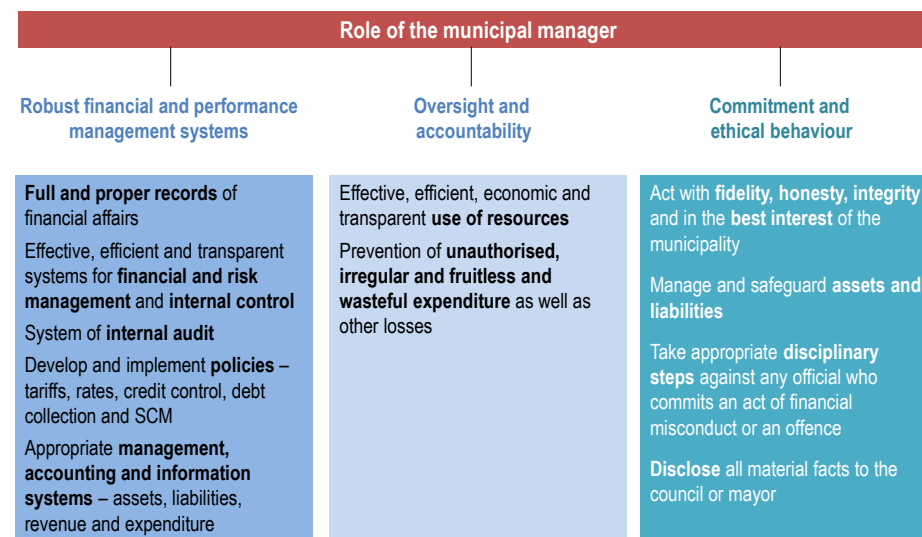 Role of the municipal manager
Robust financial and performance
management systems
Full and proper records of
financial affairs
Effective, efficient and transparent
systems for financial and risk
management and internal control
System of internal audit
Develop and implement policies –
tariffs, rates, credit control, debt
collection and SCM
Appropriate management,
accounting and information
systems – assets, liabilities,
revenue and expenditure
Oversight and
accountability
Effective, efficient, economic and
transparent use of resources
Prevention of unauthorised,
irregular and fruitless and
wasteful expenditure as well as
other losses
Commitment and
ethical behaviour
Act with fidelity, honesty, integrity
and in the best interest of the
municipality
Manage and safeguard assets and
liabilities
Take appropriate disciplinary
steps against any official who
commits an act of financial
misconduct or an offence
Disclose all material facts to the
council or mayor